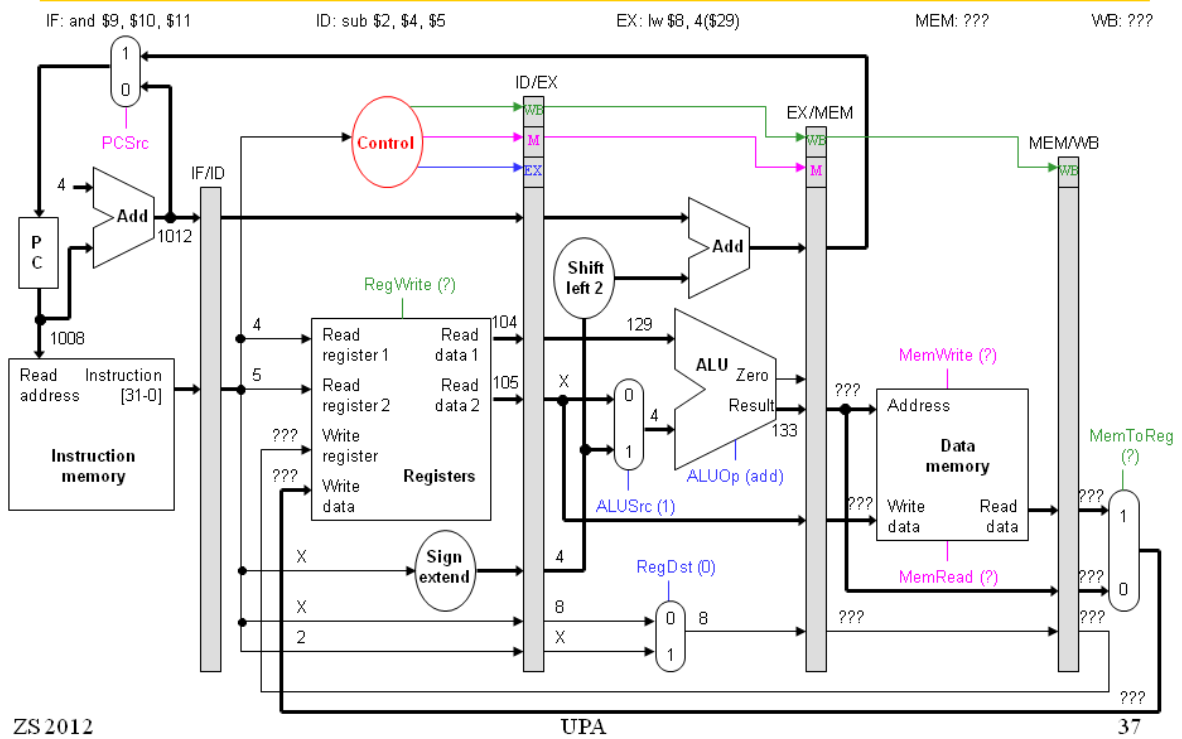 IF: and $9, $10, $11 ID: sub $2, $4, $5 EX: lw $8, 4($29) MEM: ??? WB: ???
1
0
PCSrc
4
Add
1012
P
C
1008
Read
address
Instruction
[31-0]
Instruction
memory
IF/ID
Control
ID/EX
WB
M
EX
EX/MEM
WB
M
MEM/WB
WB
RegWrite (?)
4
Read
register 1
Read
data 1
104
5
Read
register 2
Read
data 2
105
???
Write
register
???
Write
data
Registers
X
Sign
extend
4
X
8
2
X
Shift
left 2
Add
129
X
0
1
4
ALUSrc (1)
ALU
Zero
Result
133
ALUOp (add)
RegDst (0)
0
1
8
MemWrite (?)
???
Address
Data
memory
???
Write
data
Read
data
MemRead (?)
???
MemToReg
(?)
???
1
???
0
???
???
ZS 2012 UPA 37